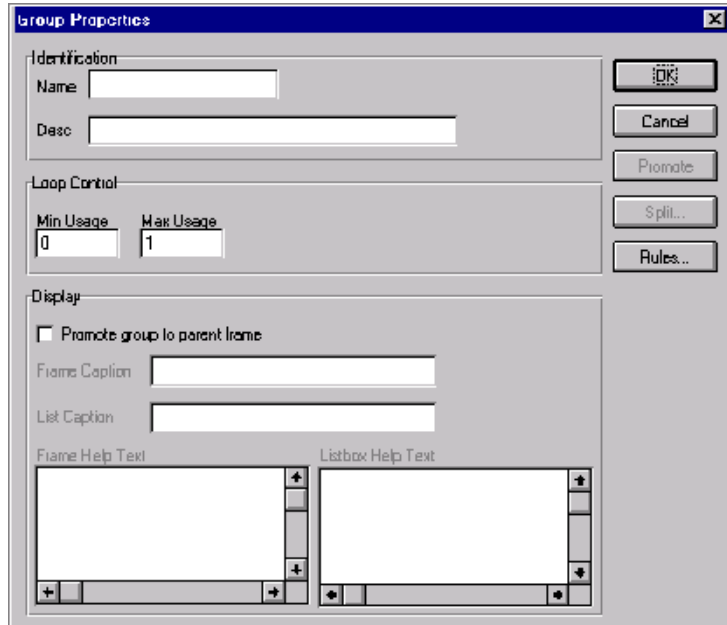 Group Properties
Identification
Name
Desc
OK
Cancel
Promote
Split...
Rules...
Loop Control
Min Usage Max Usage
0 1
Display
Promote group to parent frame
Frame Caption
List Caption
Frame Help Text Listbox Help Text